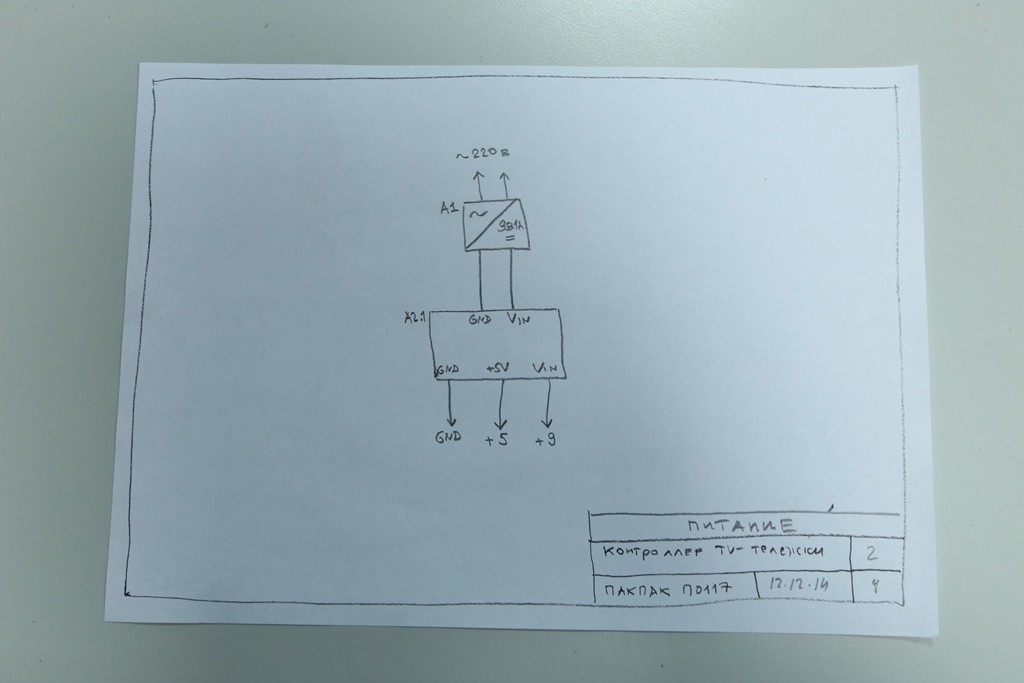 ~220 в
A1
~
9В1А
=
A2.1
GND VIN
GND +5V VIN
GND +5 +9
ПИТАНИЕ
КОНТРОЛЛЕР TV-ТЕЛЕЖКИ 2
ПАКПАК ПО117 12.12.14 4